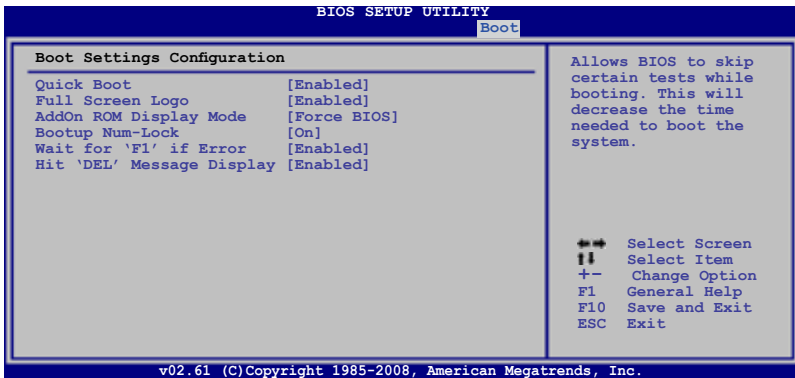 BIOS SETUP UTILITY
Boot
Boot Settings Configuration
Quick Boot [Enabled]
Full Screen Logo [Enabled]
AddOn ROM Display Mode [Force BIOS]
Bootup Num-Lock [On]
Wait for ‘F1’ if Error [Enabled]
Hit ‘DEL’ Message Display [Enabled]
Allows BIOS to skip
certain tests while
booting. This will
decrease the time
needed to boot the
system.
Select Screen
Select Item
+- Change Option
F1 General Help
F10 Save and Exit
ESC Exit
v02.61 (C)Copyright 1985-2008, American Megatrends, Inc.